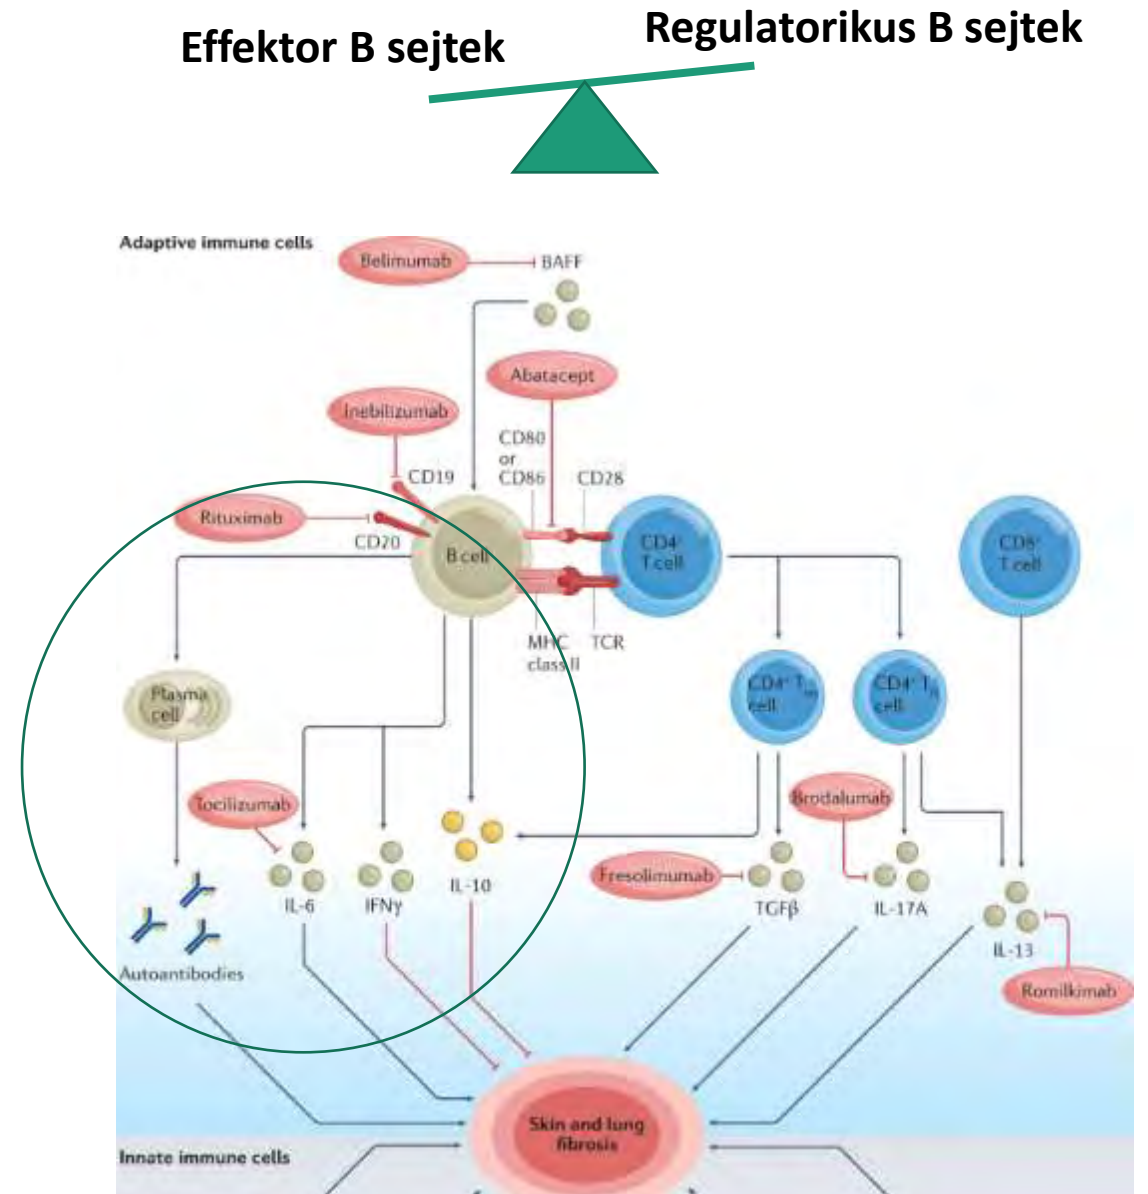 Effektor B sejtek
Regulatorikus B sejtek
Adaptive immune cells
Belimumab
BAFF
Abatacept
Inebilizumab
CD80
or
CD86
CD28
CD19
Rituximab
CD20
B cell
CD4⁺
T cell
CD8⁺
T cell
MHC
class II
TCR
Plasma
cell
CD4⁺ T
cell
CD4⁺ T
cell
Tocilizumab
Brodalumab
IL-6
IFNγ
IL-10
Fresolimumab
TGFβ
IL-17A
IL-13
Autoantibodies
Romilkimab
Skin and lung
fibrosis
Innate immune cells